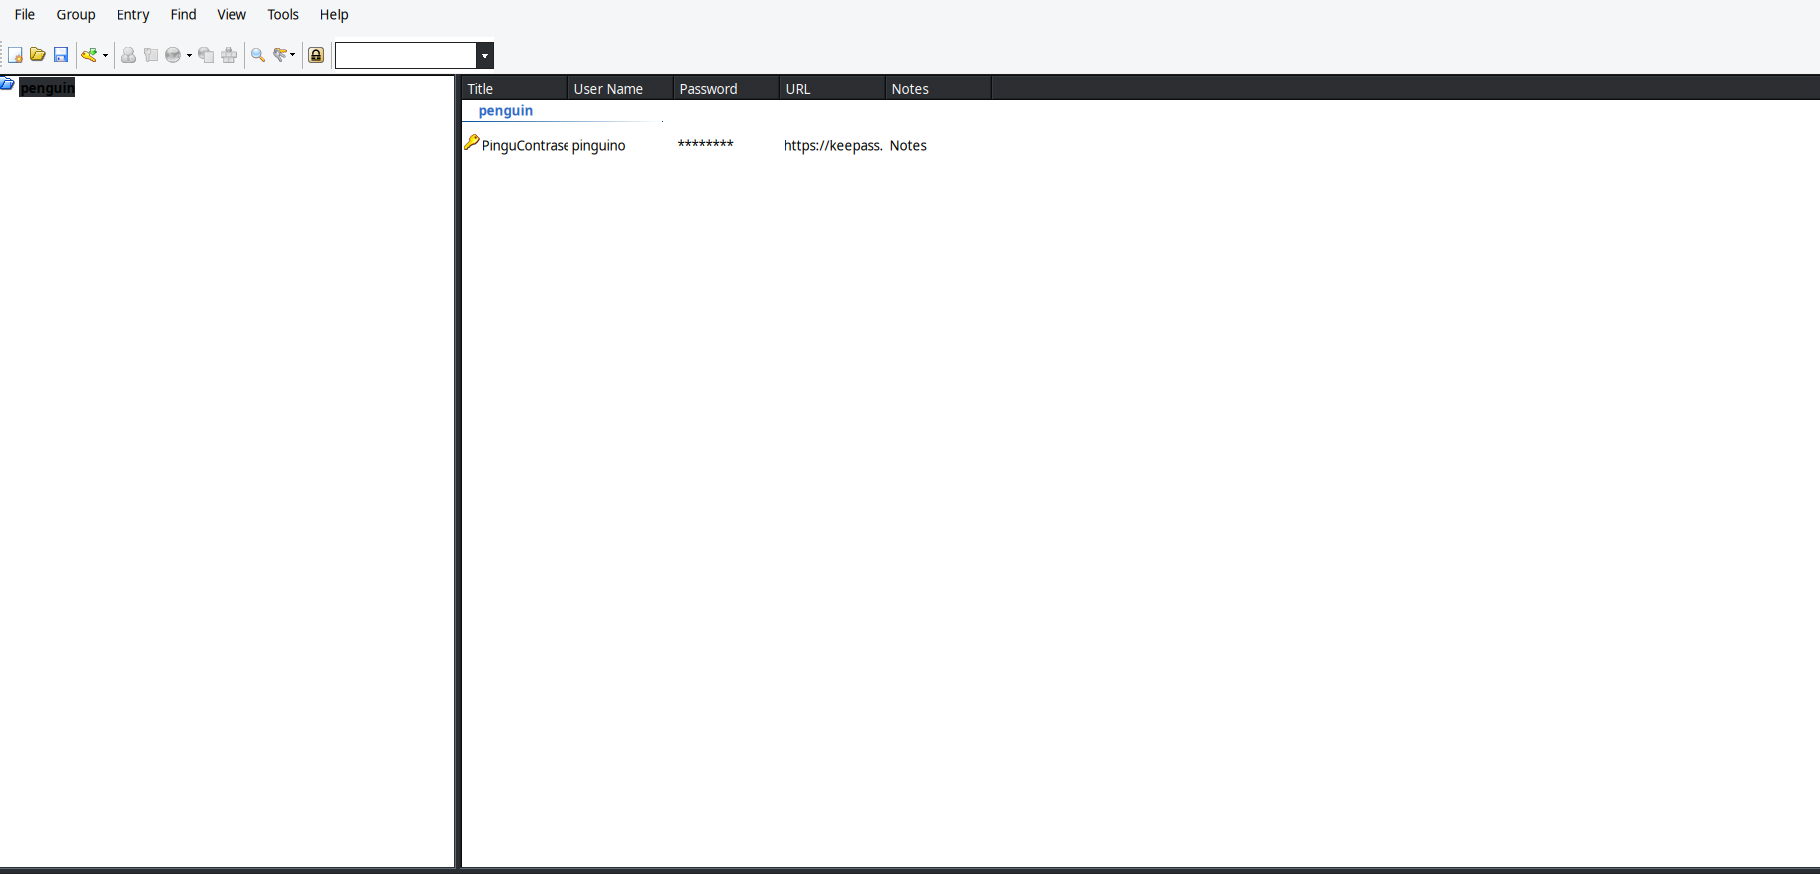 File Group Entry Find View Tools Help
penguin
Title User Name Password URL Notes
penguin
PinguContrase pinguino ******** https://keepass. Notes